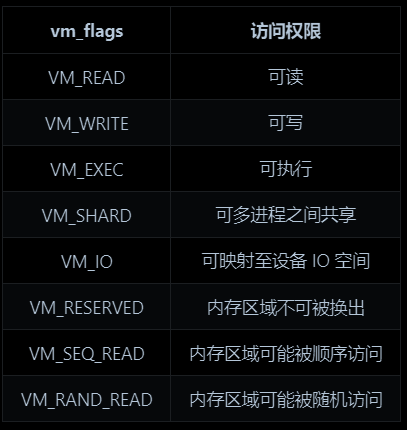 vm_flags 访问权限
VM_READ 可读
VM_WRITE 可写
VM_EXEC 可执行
VM_SHARD 可多进程之间共享
VM_IO 可映射至设备 IO 空间
VM_RESERVED 内存区域不可被换出
VM_SEQ_READ 内存区域可能被顺序访问
VM_RAND_READ 内存区域可能被随机访问